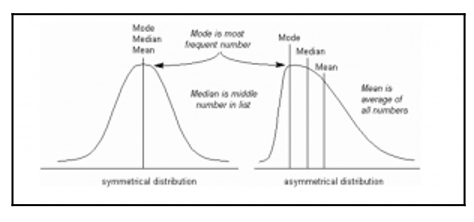 Mode
Median
Mean
Mode is most
frequent number
Median is middle
number in list
Mode
Median
Mean
Mean is
average of
all numbers
symmetrical distribution
asymmetrical distribution